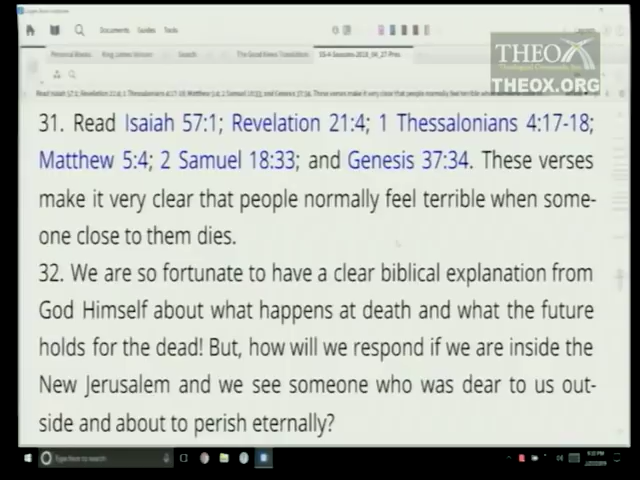 Documents Guides Tools
Personal Books King James Version Search The Good News Translation SS-A Seasons-2019_04_27-Pres
THEOX
THEOX.ORG
31. Read Isaiah 57:1; Revelation 21:4; 1 Thessalonians 4:17-18;
Matthew 5:4; 2 Samuel 18:33; and Genesis 37:34. These verses
make it very clear that people normally feel terrible when some-
one close to them dies.
32. We are so fortunate to have a clear biblical explanation from
God Himself about what happens at death and what the future
holds for the dead! But, how will we respond if we are inside the
New Jerusalem and we see someone who was dear to us out-
side and about to perish eternally?
Type here to search